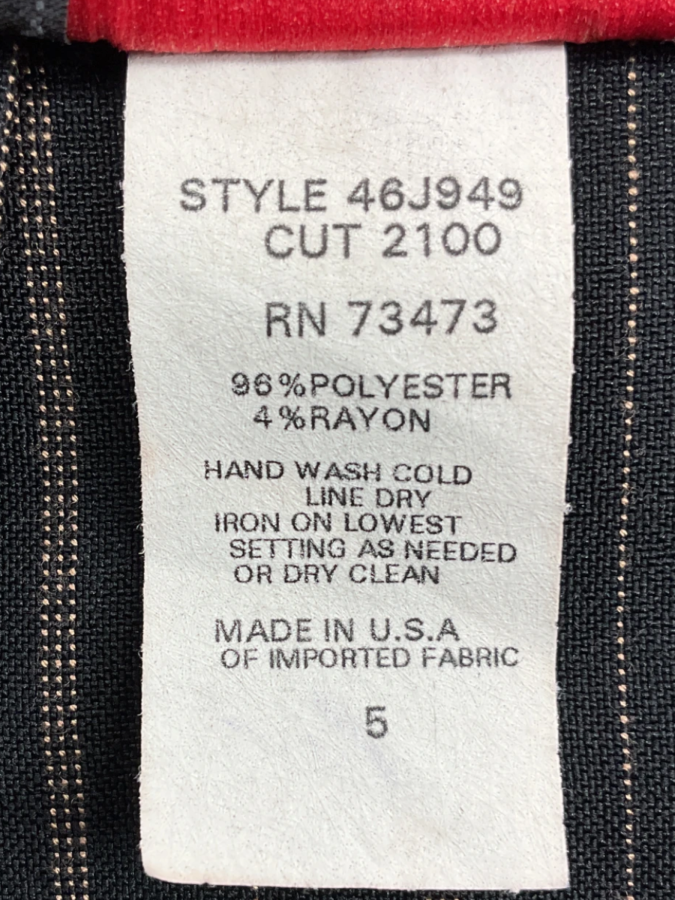 STYLE 46J949
CUT 2100
RN 73473
96%POLYESTER
4%RAYON
HAND WASH COLD
LINE DRY
IRON ON LOWEST
SETTING AS NEEDED
OR DRY CLEAN
MADE IN U.S.A
OF IMPORTED FABRIC
5